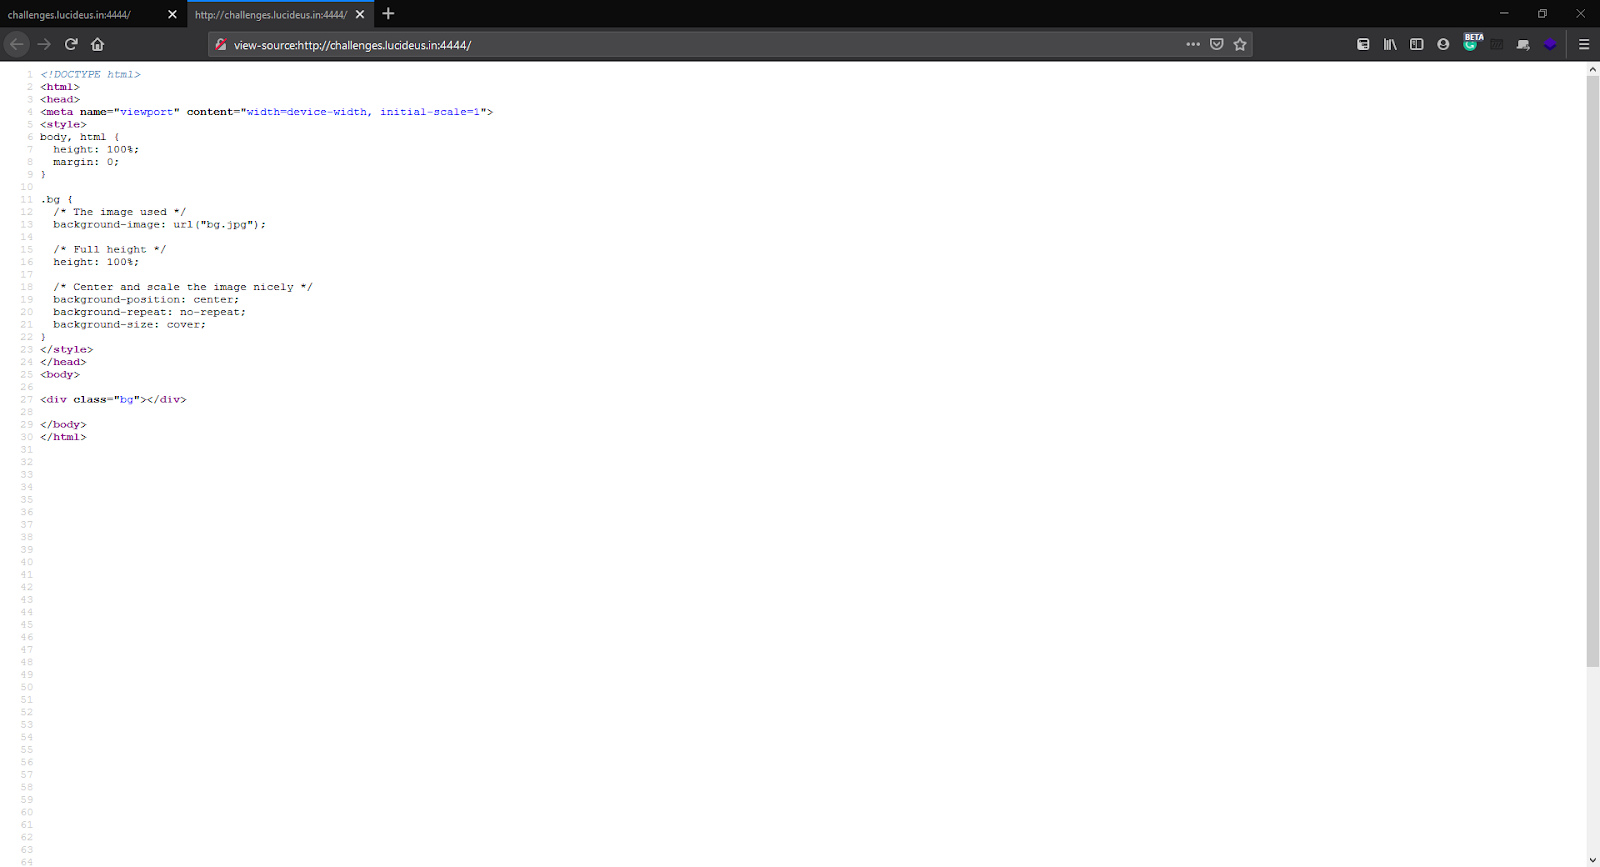 challenges.lucideus.in:4444/
http://challenges.lucideus.in:4444/
view-source:http://challenges.lucideus.in:4444/
BETA
1 <!DOCTYPE html>
2 <html>
3 <head>
4 <meta name="viewport" content="width=device-width, initial-scale=1">
5 <style>
6 body, html {
7   height: 100%;
8   margin: 0;
9 }
10
11 .bg {
12   /* The image used */
13   background-image: url("bg.jpg");
14
15   /* Full height */
16   height: 100%;
17
18   /* Center and scale the image nicely */
19   background-position: center;
20   background-repeat: no-repeat;
21   background-size: cover;
22 }
23 </style>
24 </head>
25 <body>
26
27 <div class="bg"></div>
28
29 </body>
30 </html>
31
32
33
34
35
36
37
38
39
40
41
42
43
44
45
46
47
48
49
50
51
52
53
54
55
56
57
58
59
60
61
62
63
64